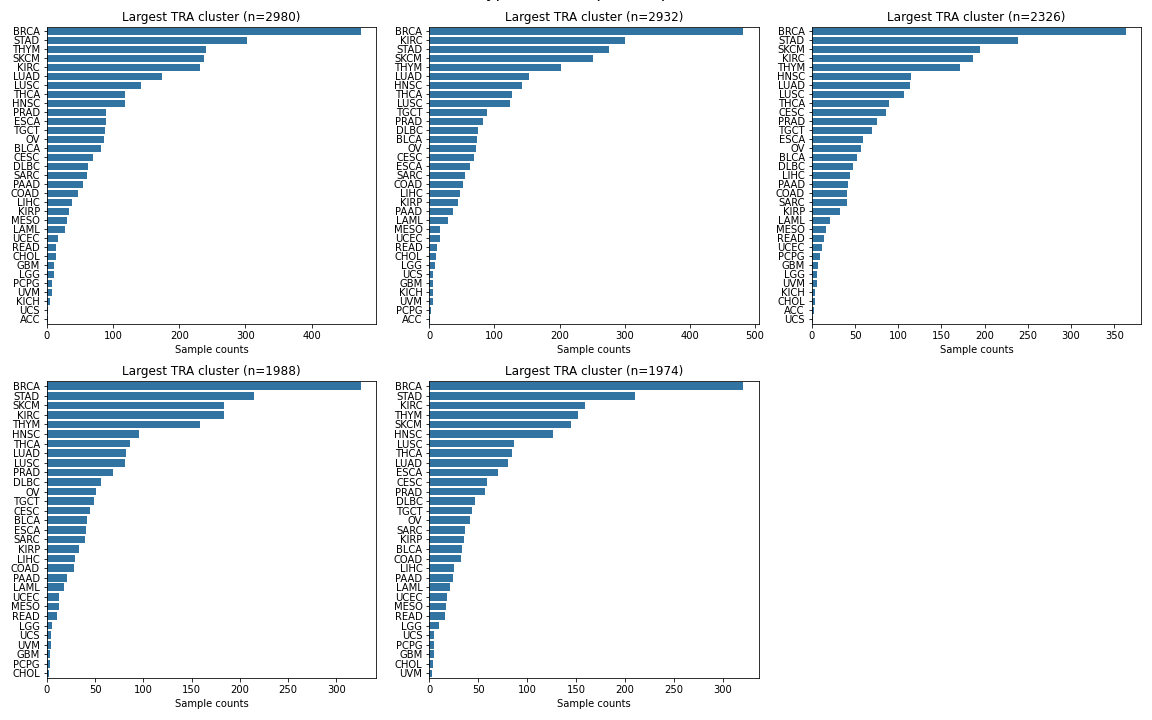 Largest TRA cluster (n=2980)
BRCA
STAD
THYM
SKCM
KIRC
LUAD
LUSC
THCA
HNSC
PRAD
ESCA
TGCT
OV
BLCA
CESC
DLBC
SARC
PAAD
COAD
LIHC
KIRP
MESO
LAML
UCEC
READ
CHOL
GBM
LGG
PCPG
UVM
KICH
UCS
ACC
0 100 200 300 400
Sample counts
Largest TRA cluster (n=2932)
BRCA
KIRC
STAD
SKCM
THYM
LUAD
HNSC
THCA
LUSC
TGCT
PRAD
DLBC
BLCA
OV
CESC
ESCA
SARC
COAD
LIHC
KIRP
PAAD
LAML
MESO
UCEC
READ
CHOL
LGG
UCS
GBM
KICH
UVM
PCPG
ACC
0 100 200 300 400 500
Sample counts
Largest TRA cluster (n=2326)
BRCA
STAD
SKCM
KIRC
THYM
HNSC
LUAD
LUSC
THCA
CESC
PRAD
TGCT
ESCA
OV
BLCA
DLBC
LIHC
PAAD
COAD
SARC
KIRP
LAML
MESO
READ
UCEC
PCPG
GBM
LGG
UVM
KICH
CHOL
ACC
UCS
0 50 100 150 200 250 300 350
Sample counts
Largest TRA cluster (n=1988)
BRCA
STAD
SKCM
KIRC
THYM
HNSC
THCA
LUAD
LUSC
PRAD
DLBC
OV
TGCT
CESC
BLCA
ESCA
SARC
KIRP
LIHC
COAD
PAAD
LAML
UCEC
MESO
READ
LGG
UCS
UVM
GBM
PCPG
CHOL
0 50 100 150 200 250 300
Sample counts
Largest TRA cluster (n=1974)
BRCA
STAD
KIRC
THYM
SKCM
HNSC
LUSC
THCA
LUAD
ESCA
CESC
PRAD
DLBC
TGCT
OV
SARC
KIRP
BLCA
COAD
LIHC
PAAD
LAML
UCEC
MESO
READ
LGG
UCS
PCPG
GBM
CHOL
UVM
0 50 100 150 200 250 300
Sample counts